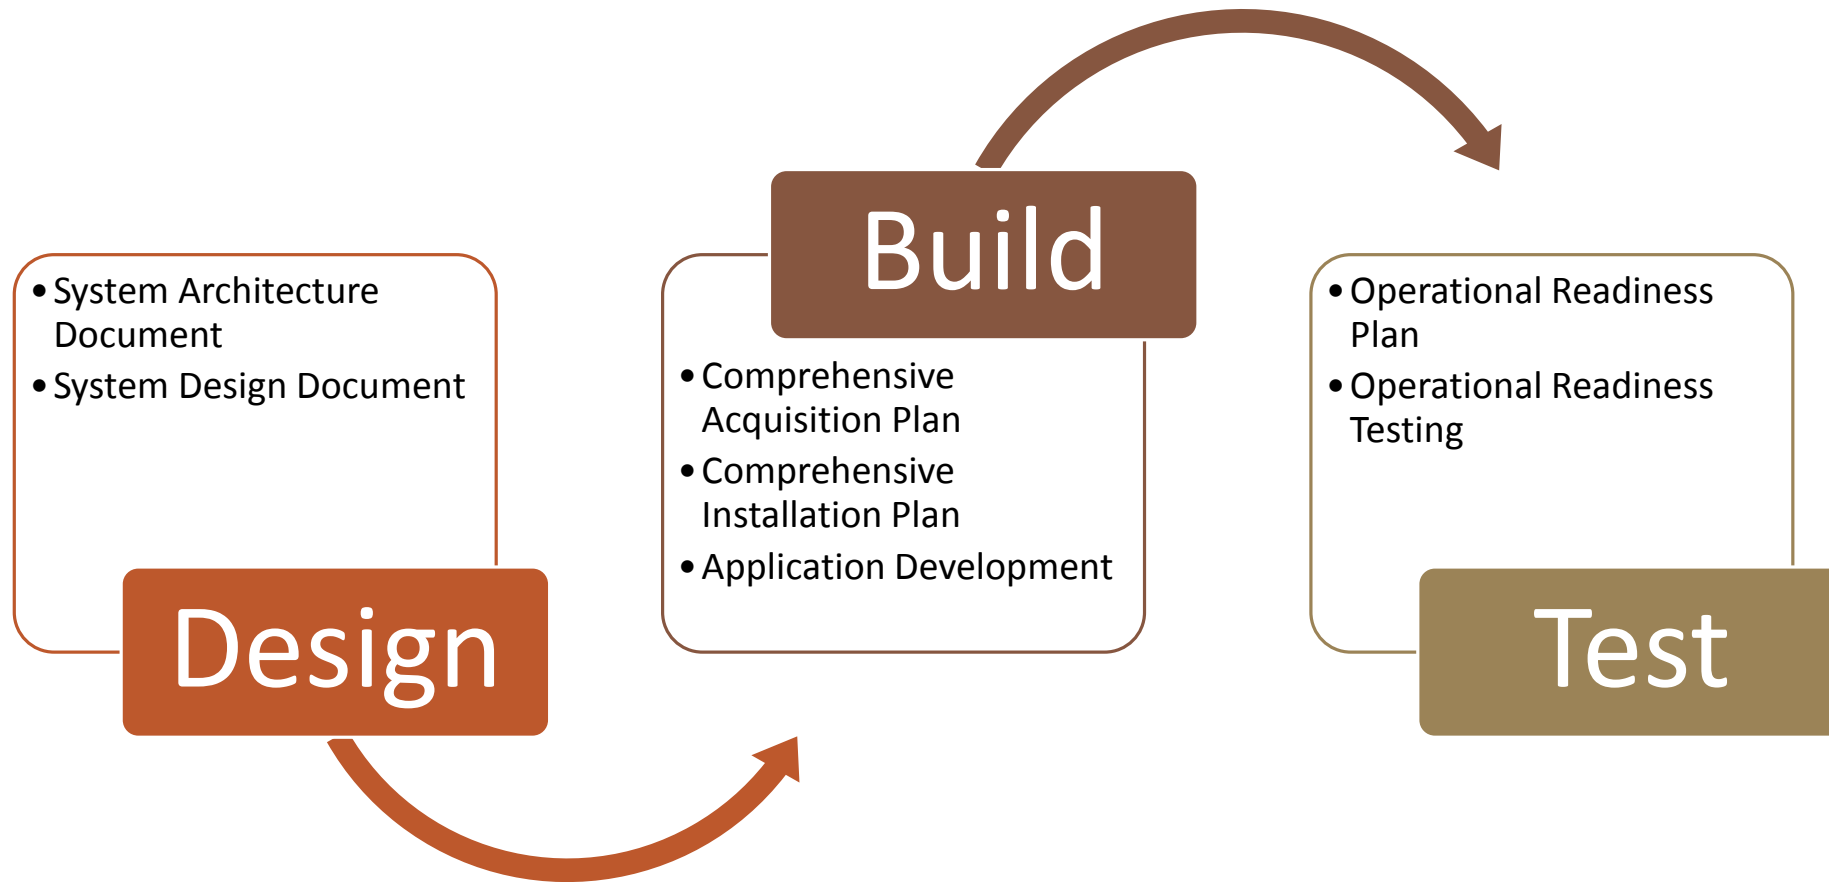 • System Architecture
Document
• System Design Document
Design
Build
• Comprehensive
Acquisition Plan
• Comprehensive
Installation Plan
• Application Development
• Operational Readiness
Plan
• Operational Readiness
Testing
Test